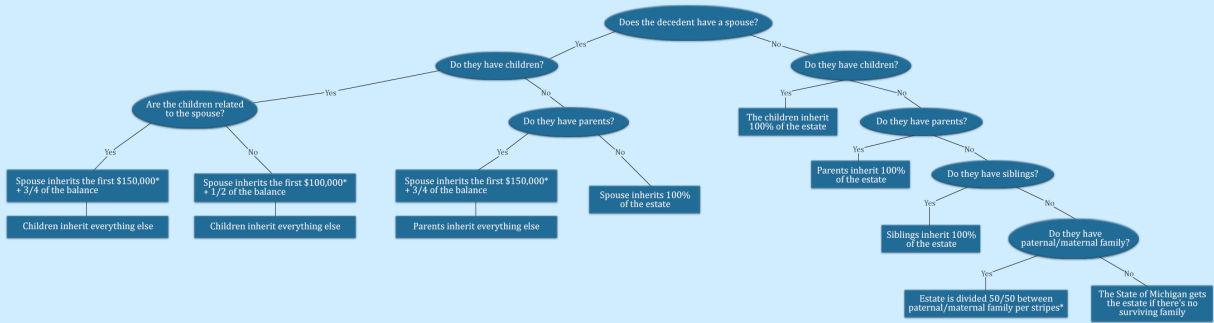 Does the decedent have a spouse?
Yes
No
Do they have children?
Do they have children?
Yes
No
Yes
No
Are the children related
to the spouse?
Do they have parents?
The children inherit
100% of the estate
Do they have parents?
Yes
No
Yes
No
Yes
No
Spouse inherits the first $150,000*
+ 3/4 of the balance
Spouse inherits the first $100,000*
+ 1/2 of the balance
Spouse inherits the first $150,000*
+ 3/4 of the balance
Spouse inherits 100%
of the estate
Parents inherit 100%
of the estate
Do they have siblings?
Children inherit everything else
Children inherit everything else
Parents inherit everything else
Yes
No
Siblings inherit 100%
of the estate
Do they have
paternal/maternal family?
Yes
No
Estate is divided 50/50 between
paternal/maternal family per stripes*
The State of Michigan gets
the estate if there's no
surviving family